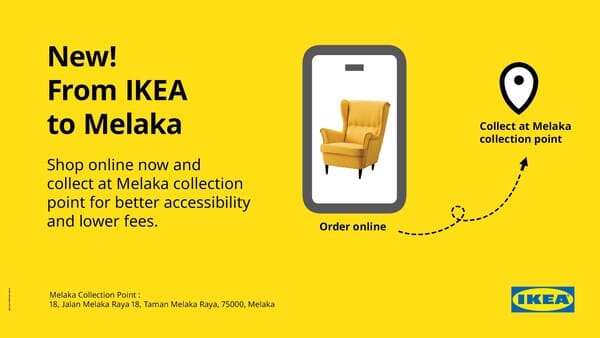 New!
From IKEA
to Melaka
Shop online now and
collect at Melaka collection
point for better accessibility
and lower fees.
Order online
Collect at Melaka
collection point
Melaka Collection Point :
18, Jalan Melaka Raya 18, Taman Melaka Raya, 75000, Melaka
IKEA